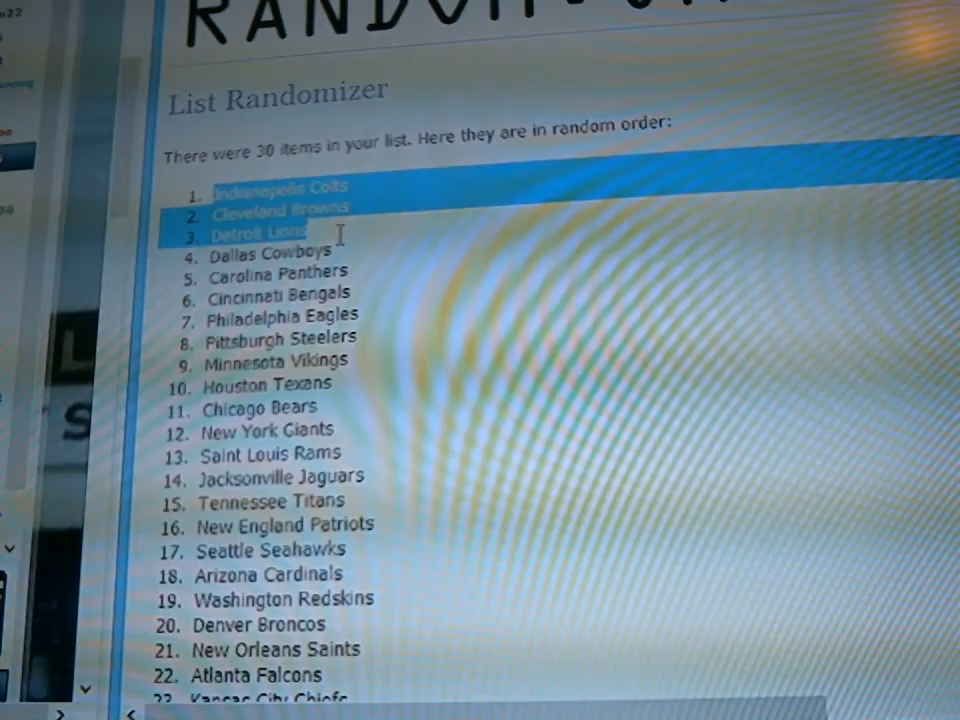 List Randomizer
There were 30 items in your list. Here they are in random order:
1. Indianapolis Colts
2. Cleveland Browns
3. Detroit Lions
4. Dallas Cowboys
5. Carolina Panthers
6. Cincinnati Bengals
7. Philadelphia Eagles
8. Pittsburgh Steelers
9. Minnesota Vikings
10. Houston Texans
11. Chicago Bears
12. New York Giants
13. Saint Louis Rams
14. Jacksonville Jaguars
15. Tennessee Titans
16. New England Patriots
17. Seattle Seahawks
18. Arizona Cardinals
19. Washington Redskins
20. Denver Broncos
21. New Orleans Saints
22. Atlanta Falcons
23. Kansas City Chiefs